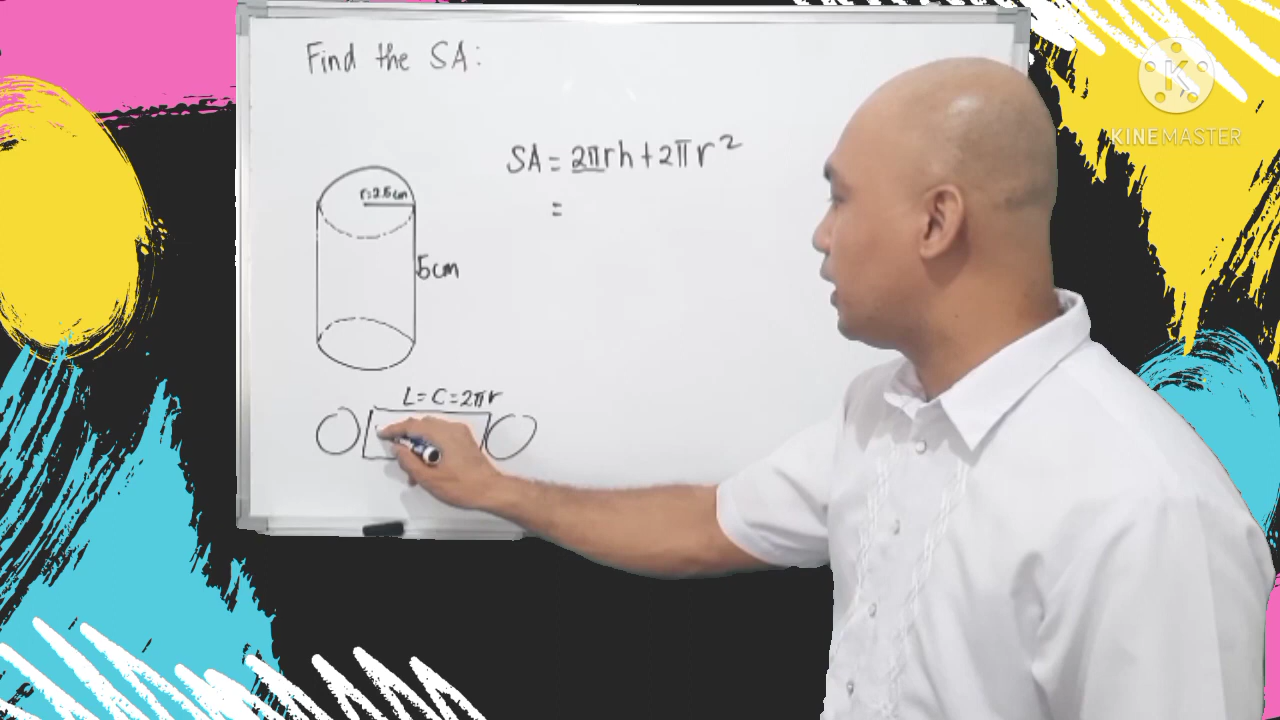 Find the SA:
SA = 2πrh + 2πr²
=
r=2.5cm
5cm
L = C = 2πr
K
KINEMASTER